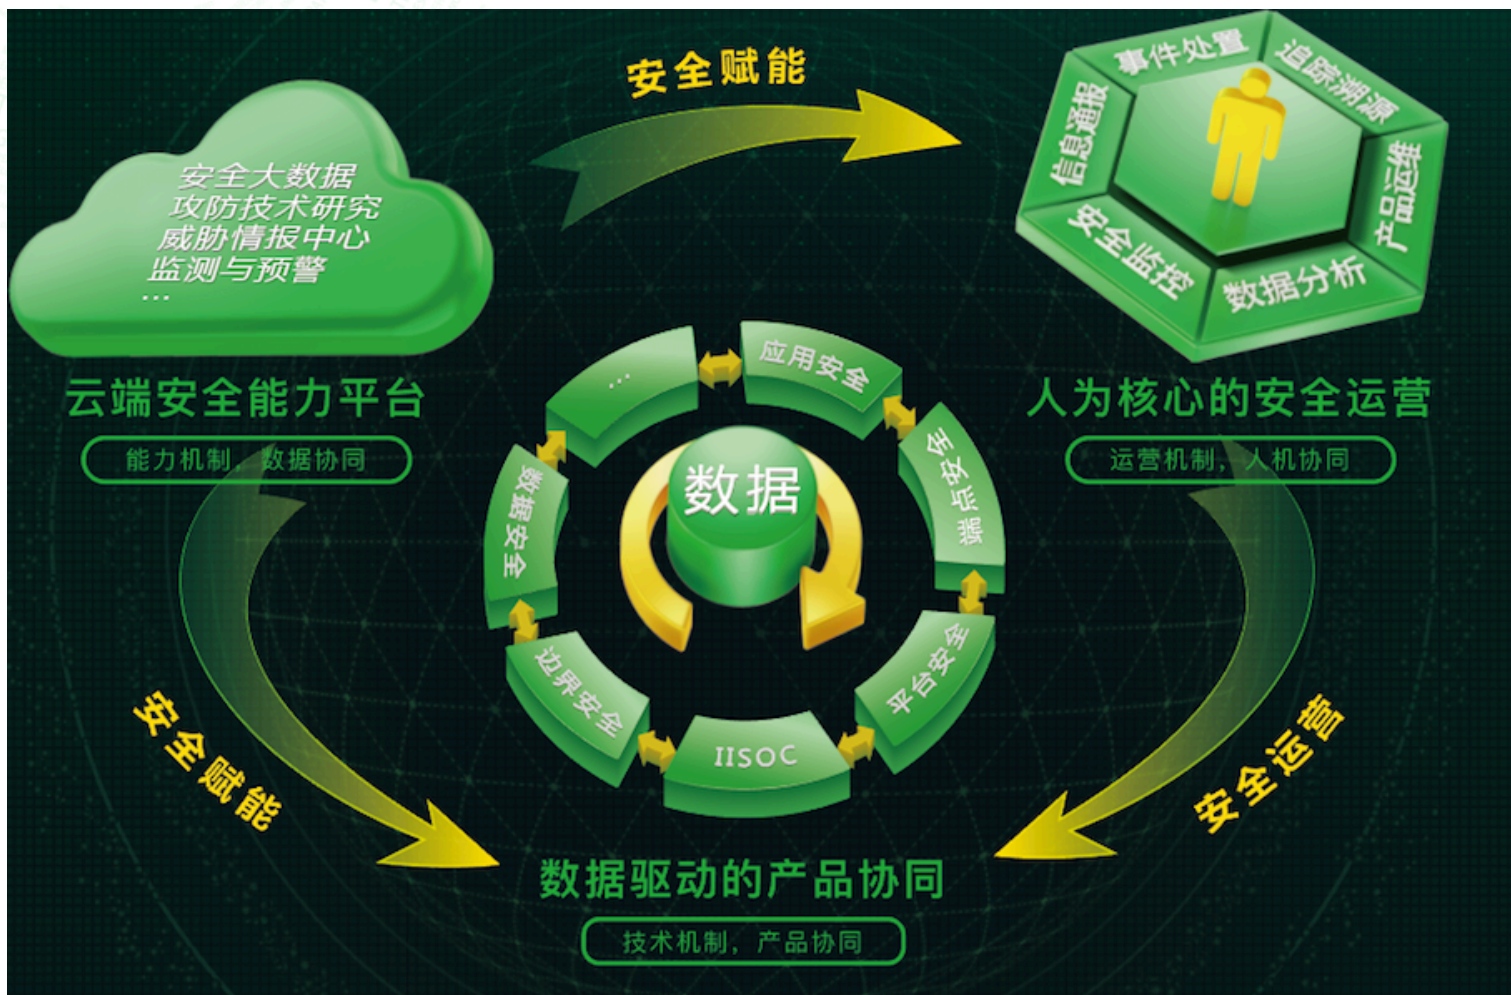 安全赋能
安全大数据
攻防技术研究
威胁情报中心
监测与预警
...
云端安全能力平台
能力机制，数据协同
事件处置
追踪溯源
产品运维
数据分析
安全监控
信息通报
人为核心的安全运营
运营机制，人机协同
...
应用安全
端点安全
平台安全
IISOC
边界安全
数据安全
数据
安全赋能
安全运营
数据驱动的产品协同
技术机制，产品协同